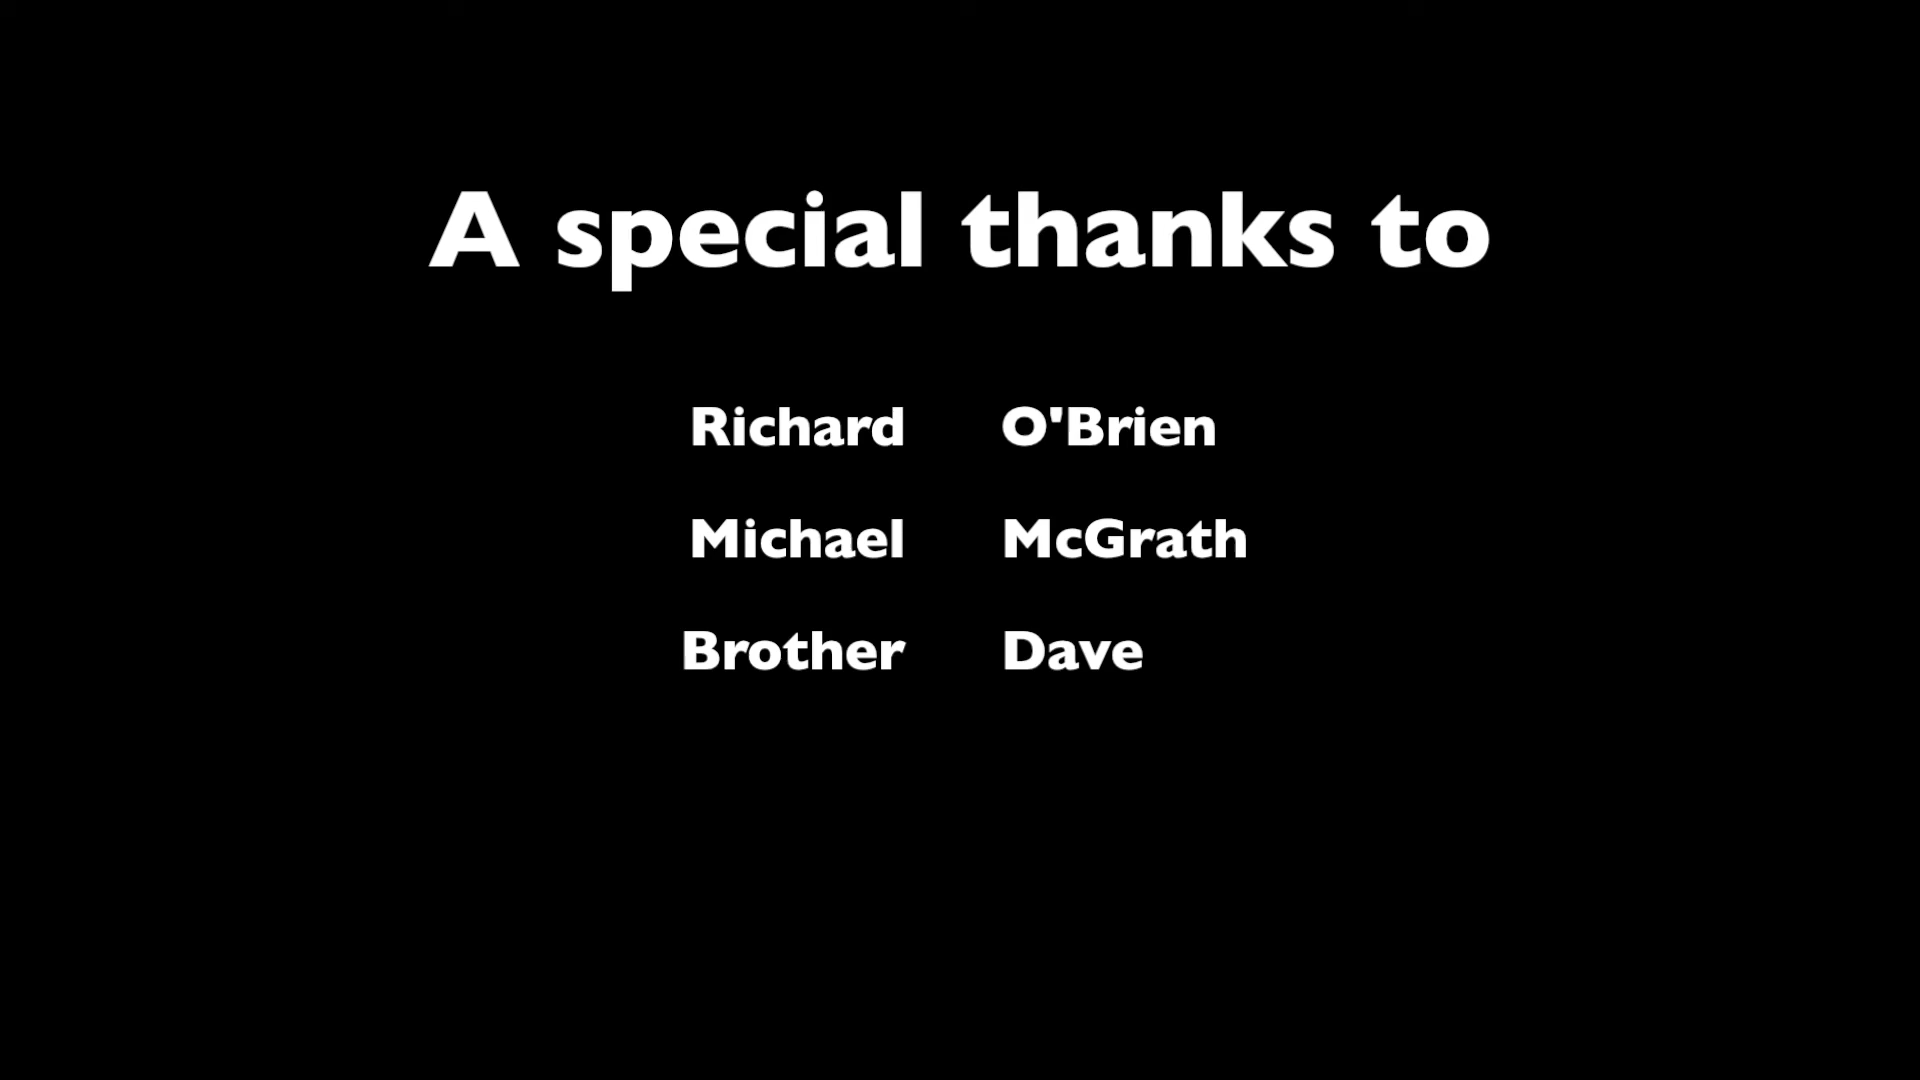 A special thanks to
Richard O'Brien
Michael McGrath
Brother Dave